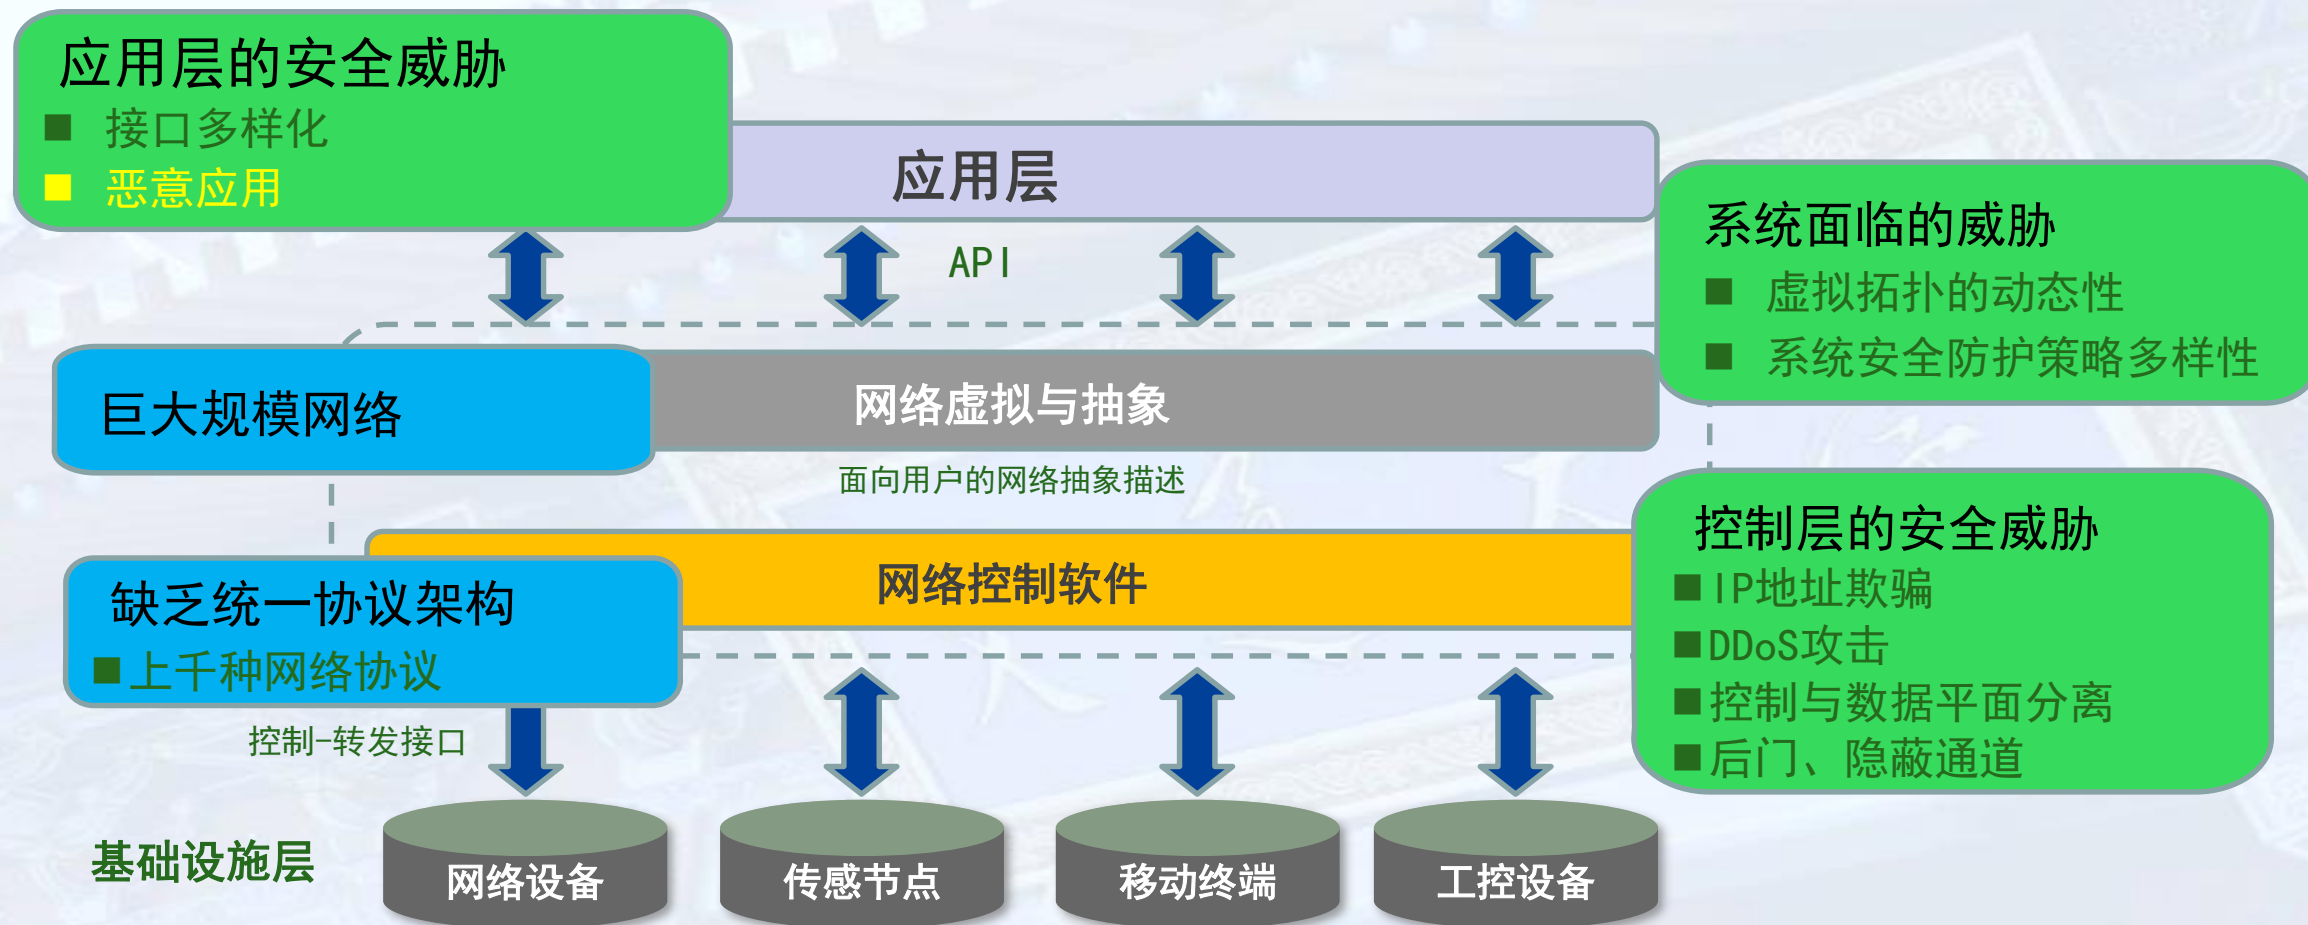 应用层的安全威胁
■ 接口多样化
■ 恶意应用
应用层
API
系统面临的威胁
■ 虚拟拓扑的动态性
■ 系统安全防护策略多样性
巨大规模网络
网络虚拟与抽象
面向用户的网络抽象描述
控制层的安全威胁
■IP地址欺骗
■DDoS攻击
■控制与数据平面分离
■后门、隐蔽通道
网络控制软件
缺乏统一协议架构
■上千种网络协议
控制-转发接口
基础设施层
网络设备
传感节点
移动终端
工控设备